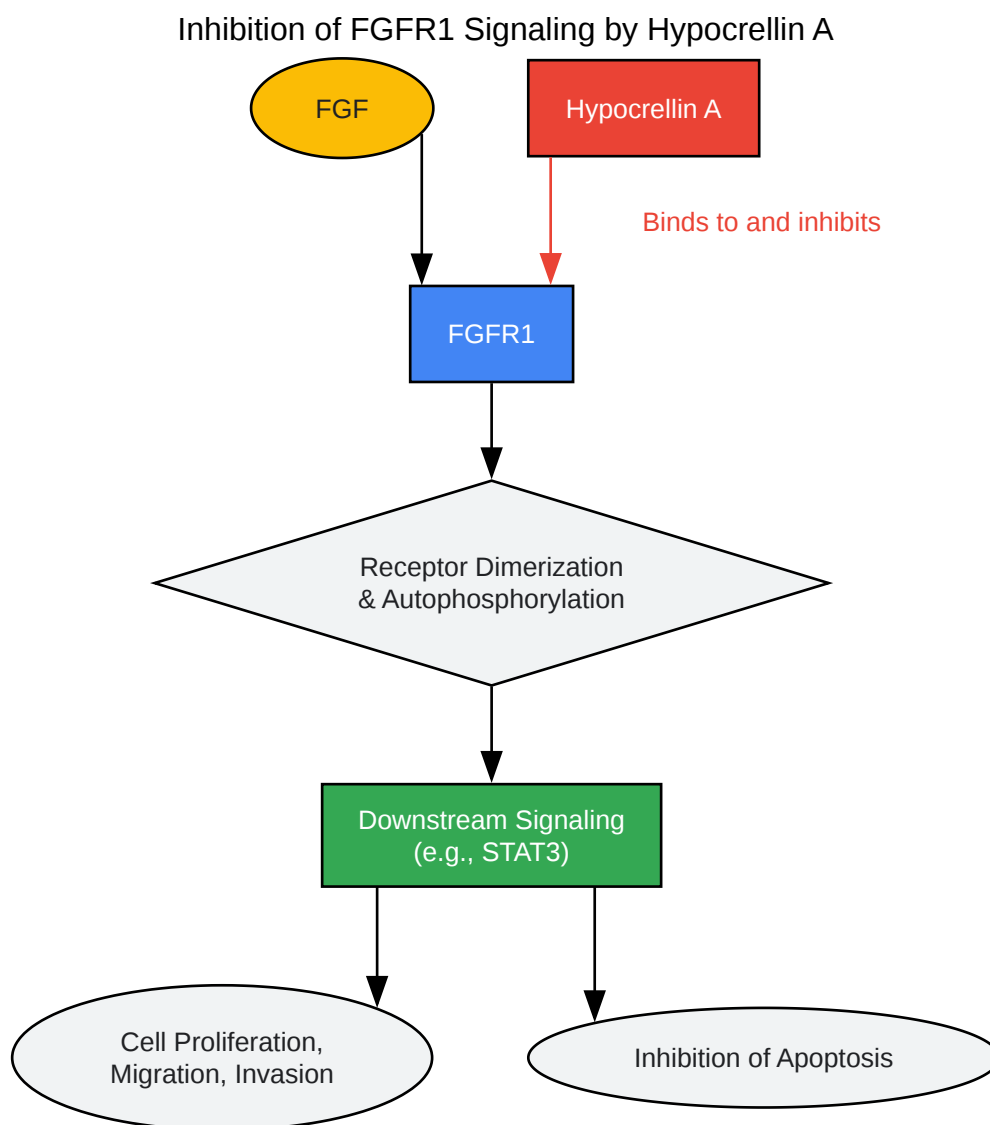 Inhibition of FGFR1 Signaling by Hypocrellin A
FGF
Hypocrellin A
Binds to and inhibits
FGFR1
Receptor Dimerization
& Autophosphorylation
Downstream Signaling
(e.g., STAT3)
Cell Proliferation,
Migration, Invasion
Inhibition of Apoptosis